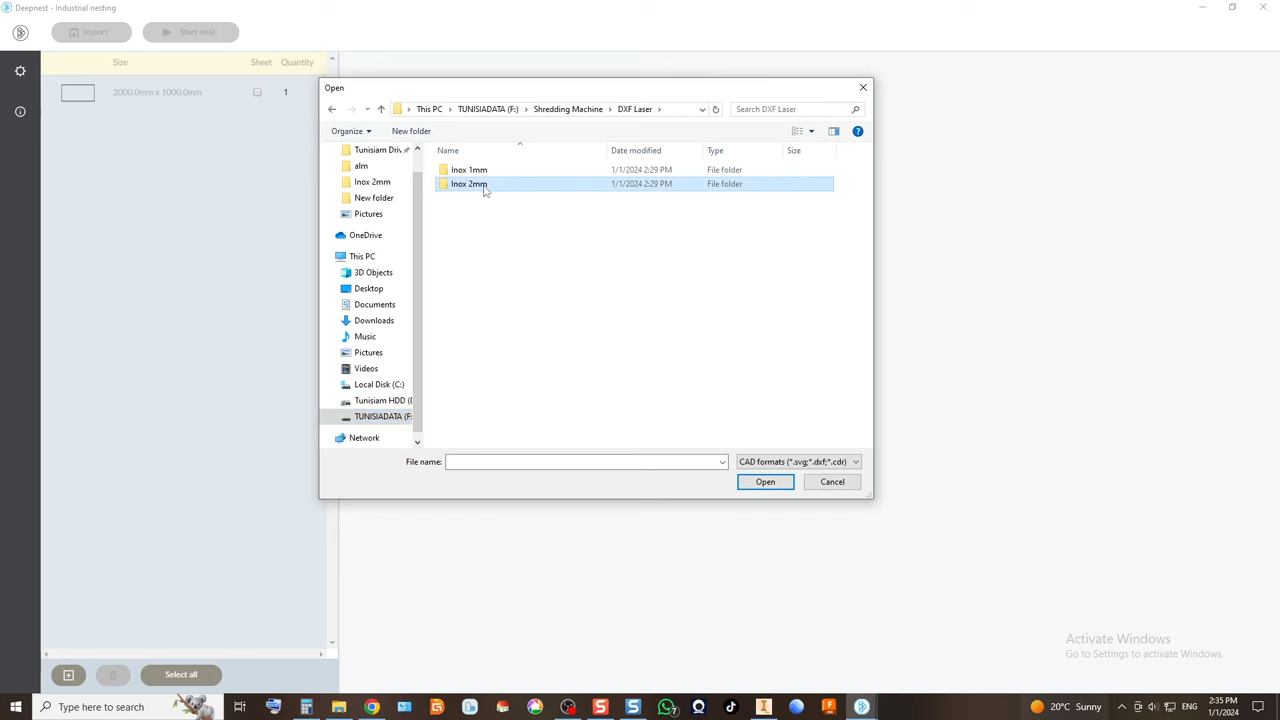 Deepnest - Industrial nesting
Import
Start nest
Size
Sheet
Quantity
2000.0mm x 1000.0mm
1
Open
This PC
TUNISIADATA (F:)
Shredding Machine
DXF Laser
Search DXF Laser
Organize
New folder
Name
Date modified
Type
Size
Inox 1mm
1/1/2024 2:29 PM
File folder
Inox 2mm
1/1/2024 2:29 PM
File folder
Tunisiam Driv
alm
Inox 2mm
New folder
Pictures
OneDrive
This PC
3D Objects
Desktop
Documents
Downloads
Music
Pictures
Videos
Local Disk (C:)
Tunisiam HDD (
TUNISIADATA (F:
Network
File name:
CAD formats (*.svg;*.dxf;*.cdr)
Open
Cancel
Select all
Activate Windows
Go to Settings to activate Windows.
Type here to search
20°C Sunny
2:35 PM
1/1/2024